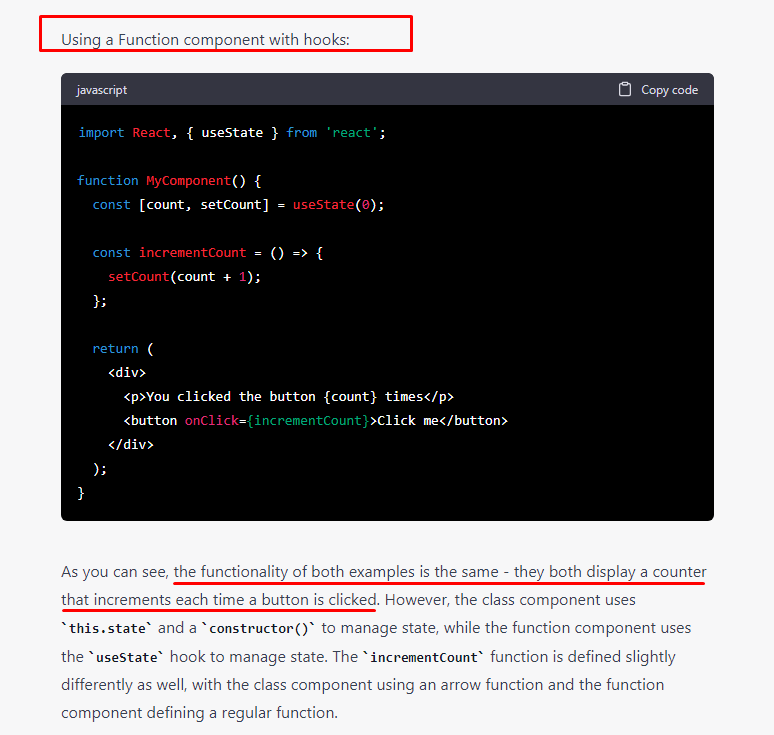 Using a Function component with hooks:
javascript
Copy code
import React, { useState } from 'react';
function MyComponent() {
  const [count, setCount] = useState(0);
  const incrementCount = () => {
    setCount(count + 1);
  };
  return (
    <div>
      <p>You clicked the button {count} times</p>
      <button onClick={incrementCount}>Click me</button>
    </div>
  );
}
As you can see, the functionality of both examples is the same - they both display a counter
that increments each time a button is clicked. However, the class component uses
`this.state` and a `constructor()` to manage state, while the function component uses
the `useState` hook to manage state. The `incrementCount` function is defined slightly
differently as well, with the class component using an arrow function and the function
component defining a regular function.